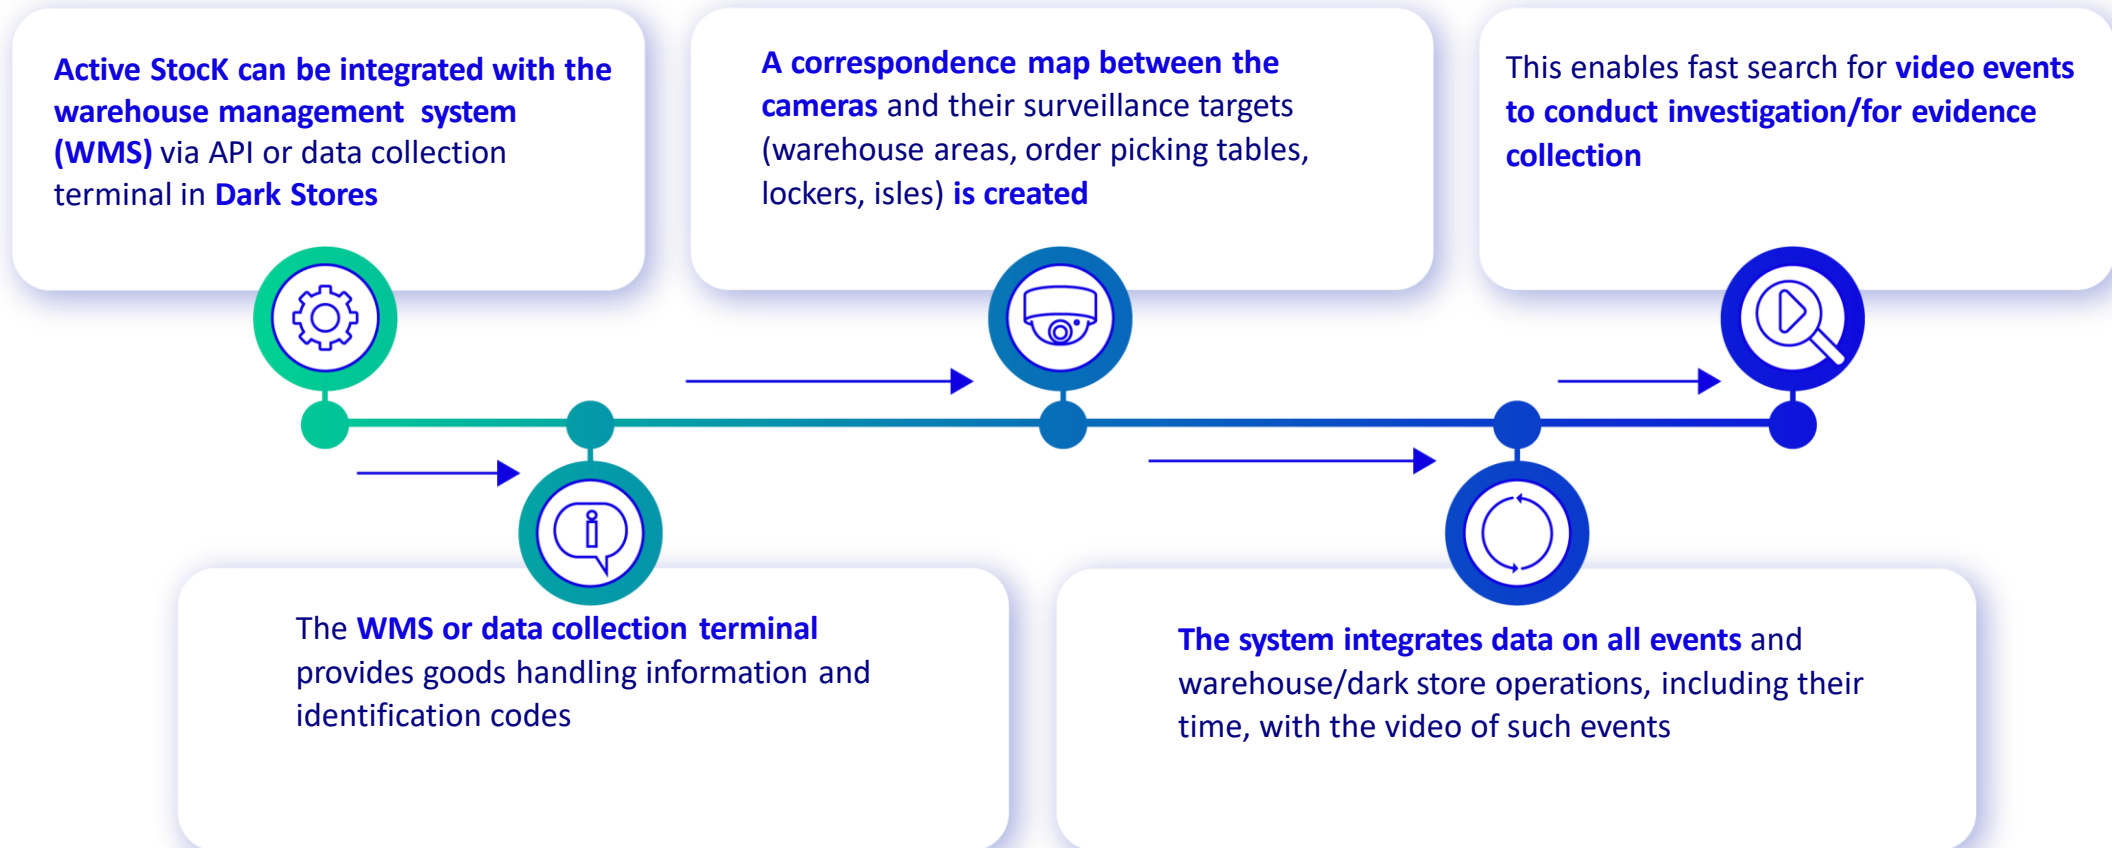 Active StocK can be integrated with the
warehouse management system
(WMS) via API or data collection
terminal in Dark Stores
The WMS or data collection terminal
provides goods handling information and
identification codes
A correspondence map between the
cameras and their surveillance targets
(warehouse areas, order picking tables,
lockers, isles) is created
The system integrates data on all events and
warehouse/dark store operations, including their
time, with the video of such events
This enables fast search for video events
to conduct investigation/for evidence
collection